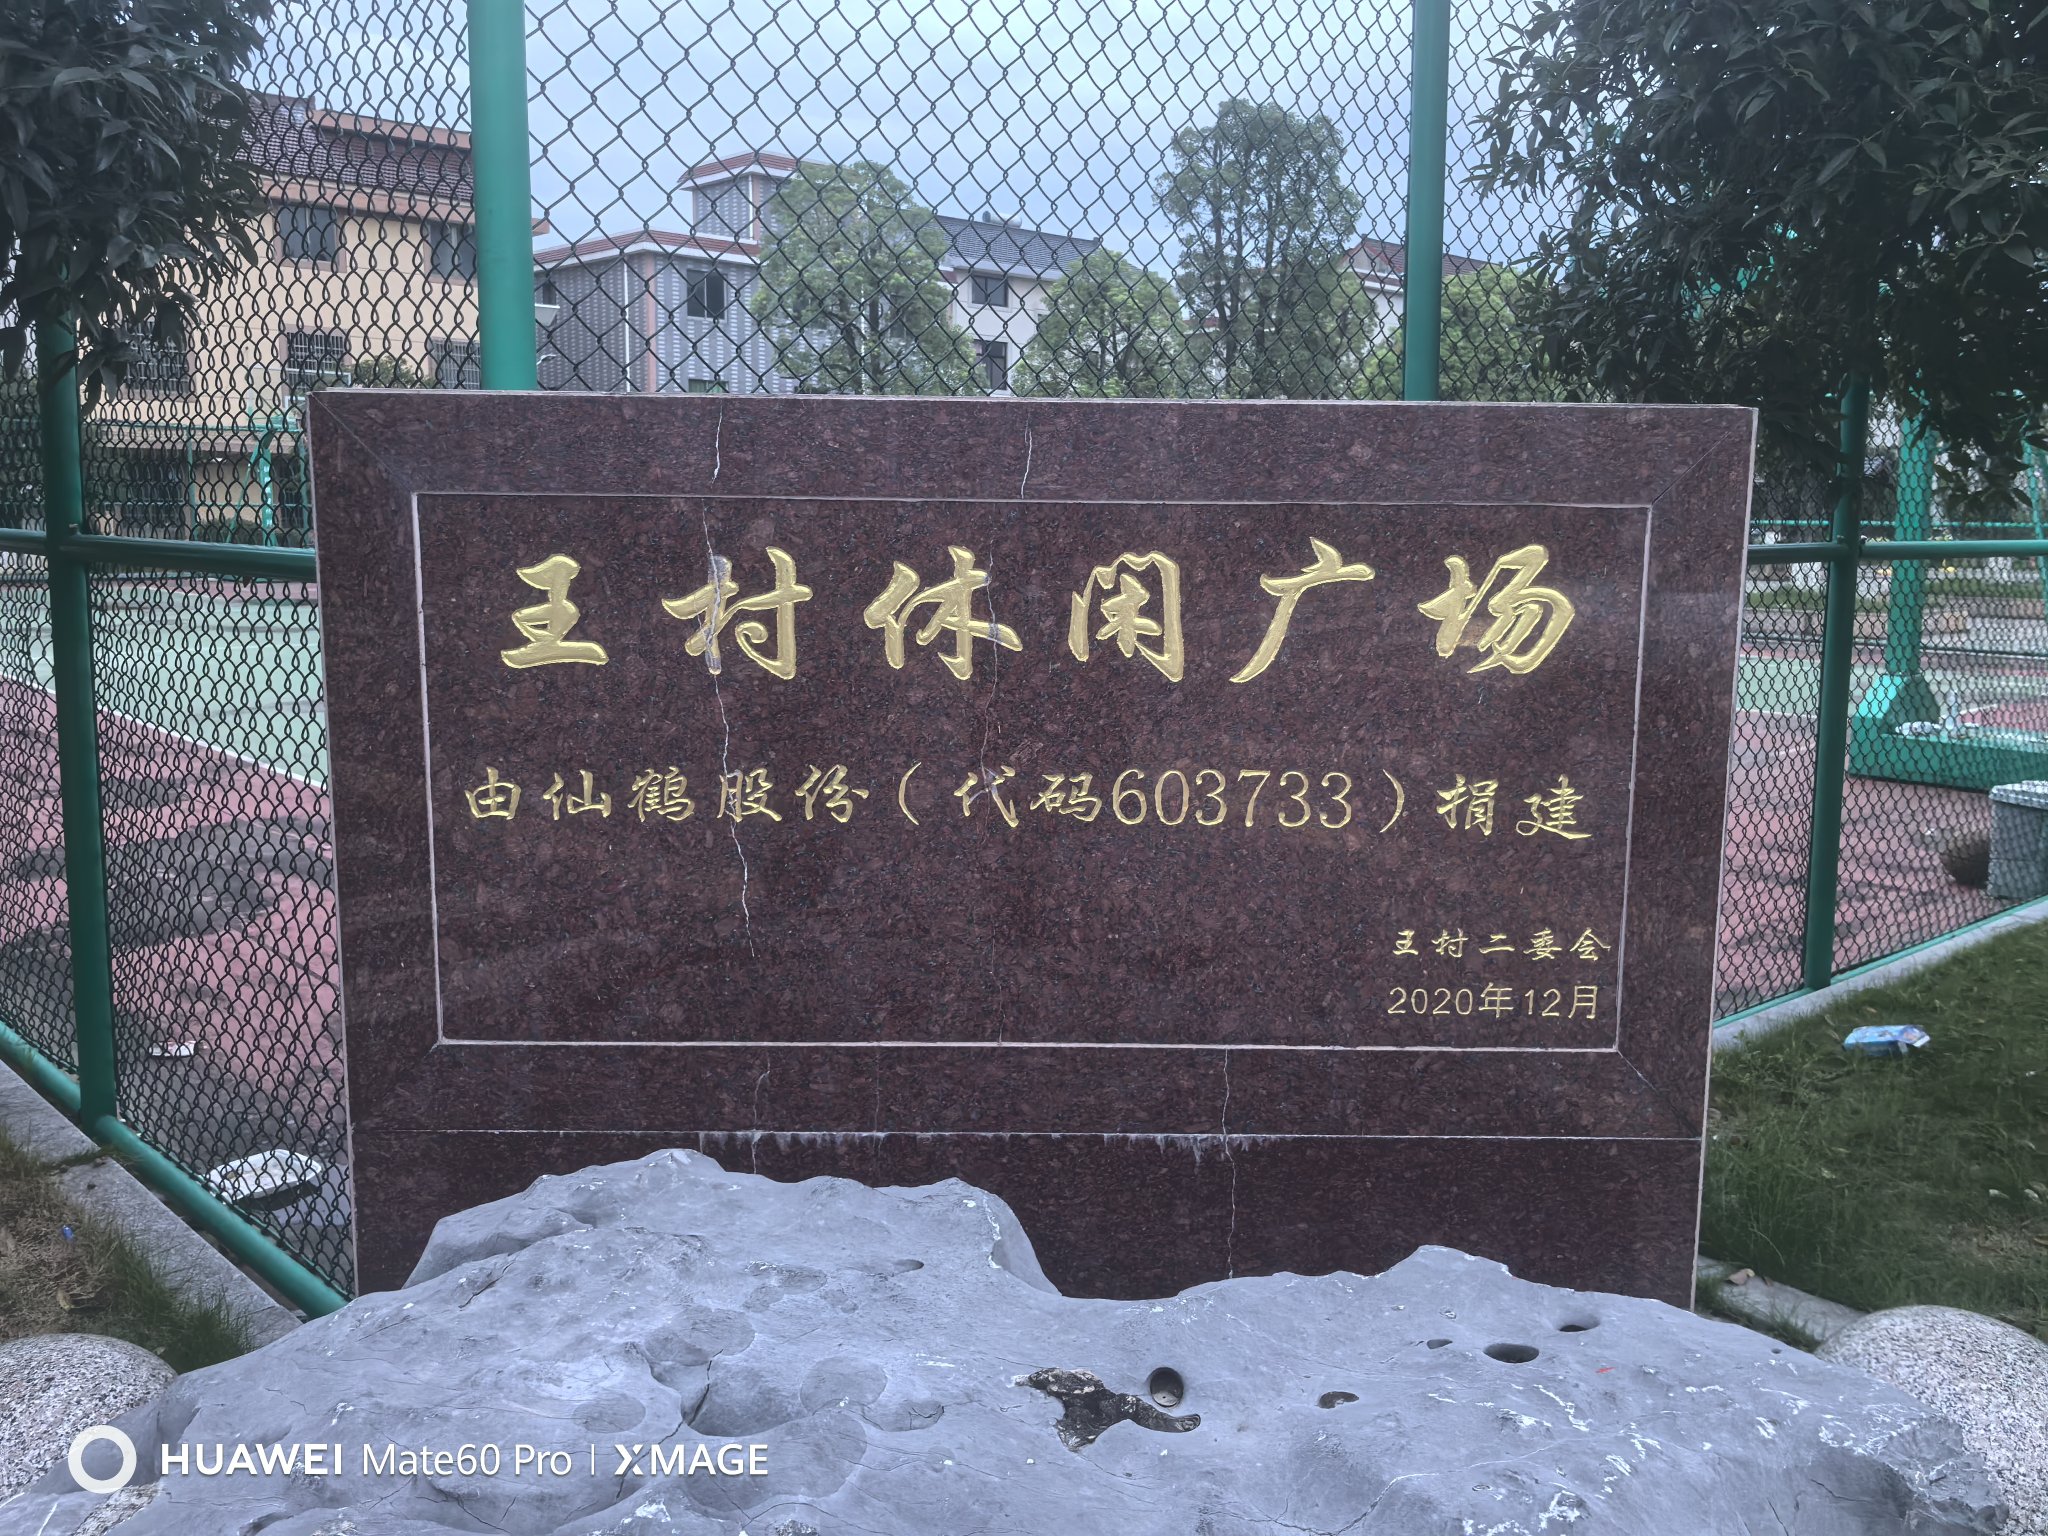 王村休闲广场
由仙鹤股份（代码603733）捐建
王村二委会
2020年12月
HUAWEI Mate60 Pro | XMAGE